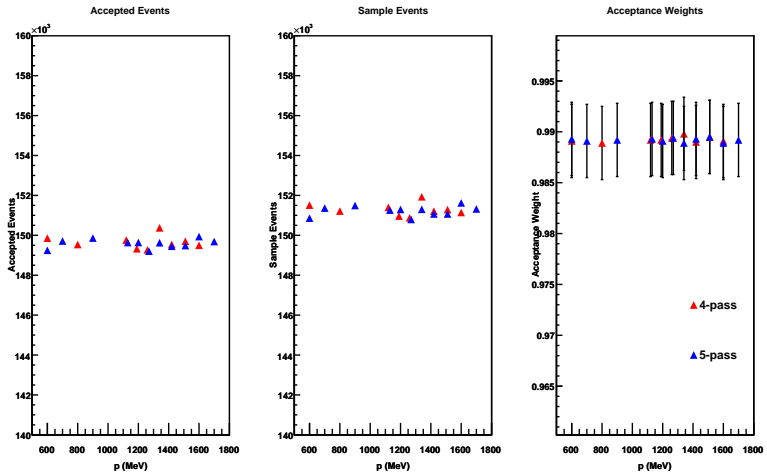 Accepted Events
×10³
160
158
156
154
152
150
148
146
144
142
140
Accepted Events
600 800 1000 1200 1400 1600 1800
p (MeV)
Sample Events
×10³
160
158
156
154
152
150
148
146
144
142
140
Sample Events
600 800 1000 1200 1400 1600 1800
p (MeV)
Acceptance Weights
0.995
0.99
0.985
0.98
0.975
0.97
0.965
Acceptance Weight
4-pass
5-pass
600 800 1000 1200 1400 1600 1800
p (MeV)